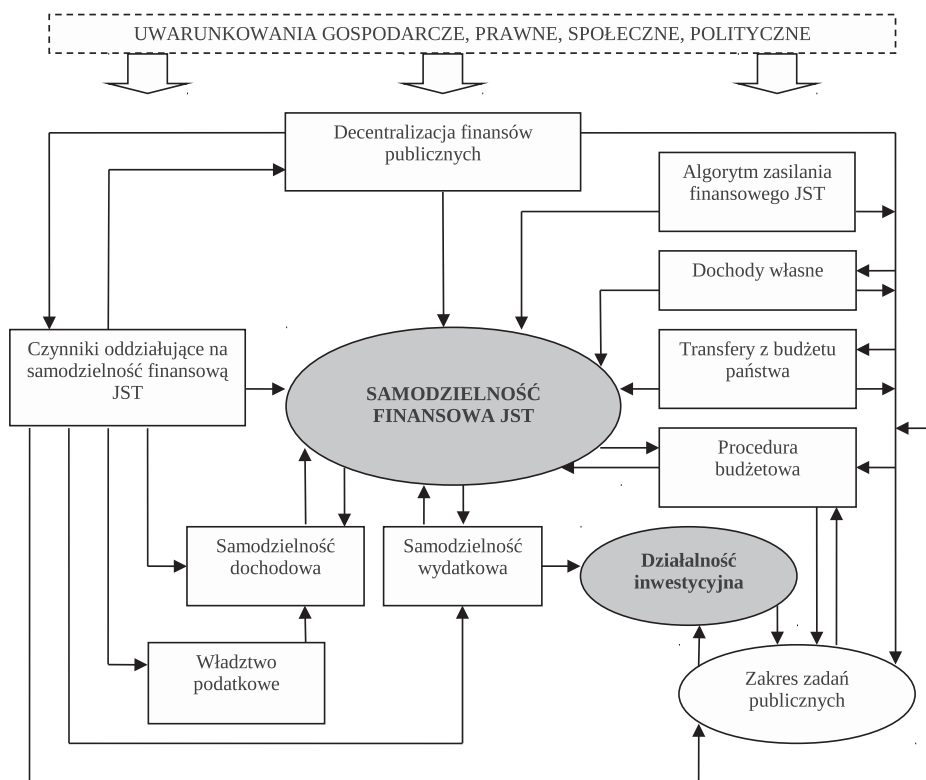 UWARUNKOWANIA GOSPODARCZE, PRAWNE, SPOŁECZNE, POLITYCZNE
Decentralizacja finansów
publicznych
Algorytm zasilania
finansowego JST
Dochody własne
Czynniki oddziałujące na
samodzielność finansową
JST
Transfery z budżetu
państwa
SAMODZIELNOŚĆ
FINANSOWA JST
Procedura
budżetowa
Samodzielność
dochodowa
Samodzielność
wydatkowa
Działalność
inwestycyjna
Władztwo
podatkowe
Zakres zadań
publicznych